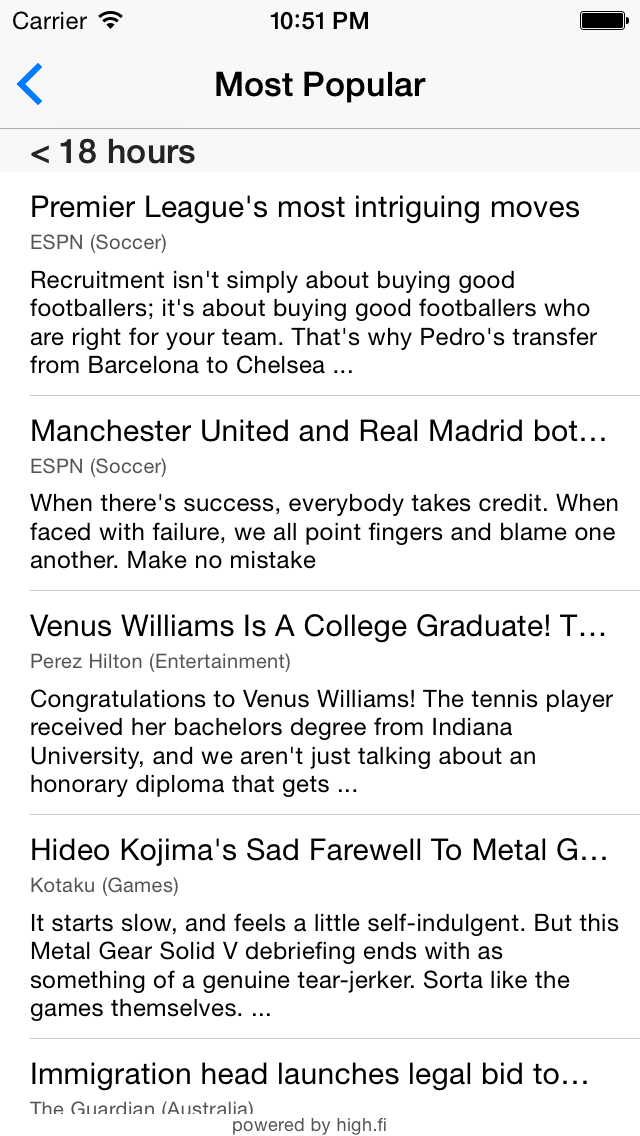 Carrier 10:51 PM
Most Popular
< 18 hours
Premier League's most intriguing moves
ESPN (Soccer)
Recruitment isn't simply about buying good
footballers; it's about buying good footballers who
are right for your team. That's why Pedro's transfer
from Barcelona to Chelsea ...
Manchester United and Real Madrid bot...
ESPN (Soccer)
When there's success, everybody takes credit. When
faced with failure, we all point fingers and blame one
another. Make no mistake
Venus Williams Is A College Graduate! T...
Perez Hilton (Entertainment)
Congratulations to Venus Williams! The tennis player
received her bachelors degree from Indiana
University, and we aren't just talking about an
honorary diploma that gets ...
Hideo Kojima's Sad Farewell To Metal G...
Kotaku (Games)
It starts slow, and feels a little self-indulgent. But this
Metal Gear Solid V debriefing ends with as
something of a genuine tear-jerker. Sorta like the
games themselves. ...
Immigration head launches legal bid to...
The Guardian (Australia)
powered by high.fi